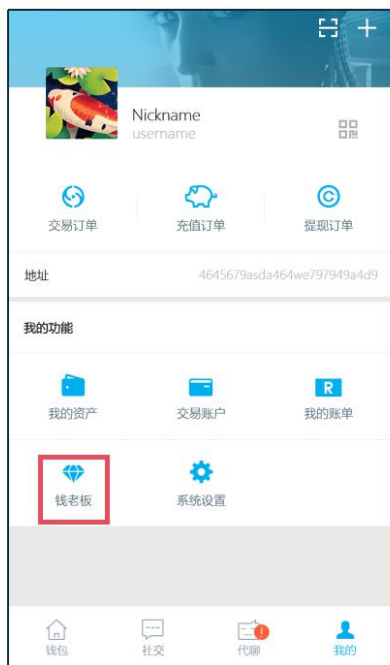 Nickname
username
交易订单 充值订单 提现订单
地址 4645679asda464we797949a4d9
我的功能
我的资产 交易账户 我的账单
钱老板 系统设置
钱包 社交 代聊 我的